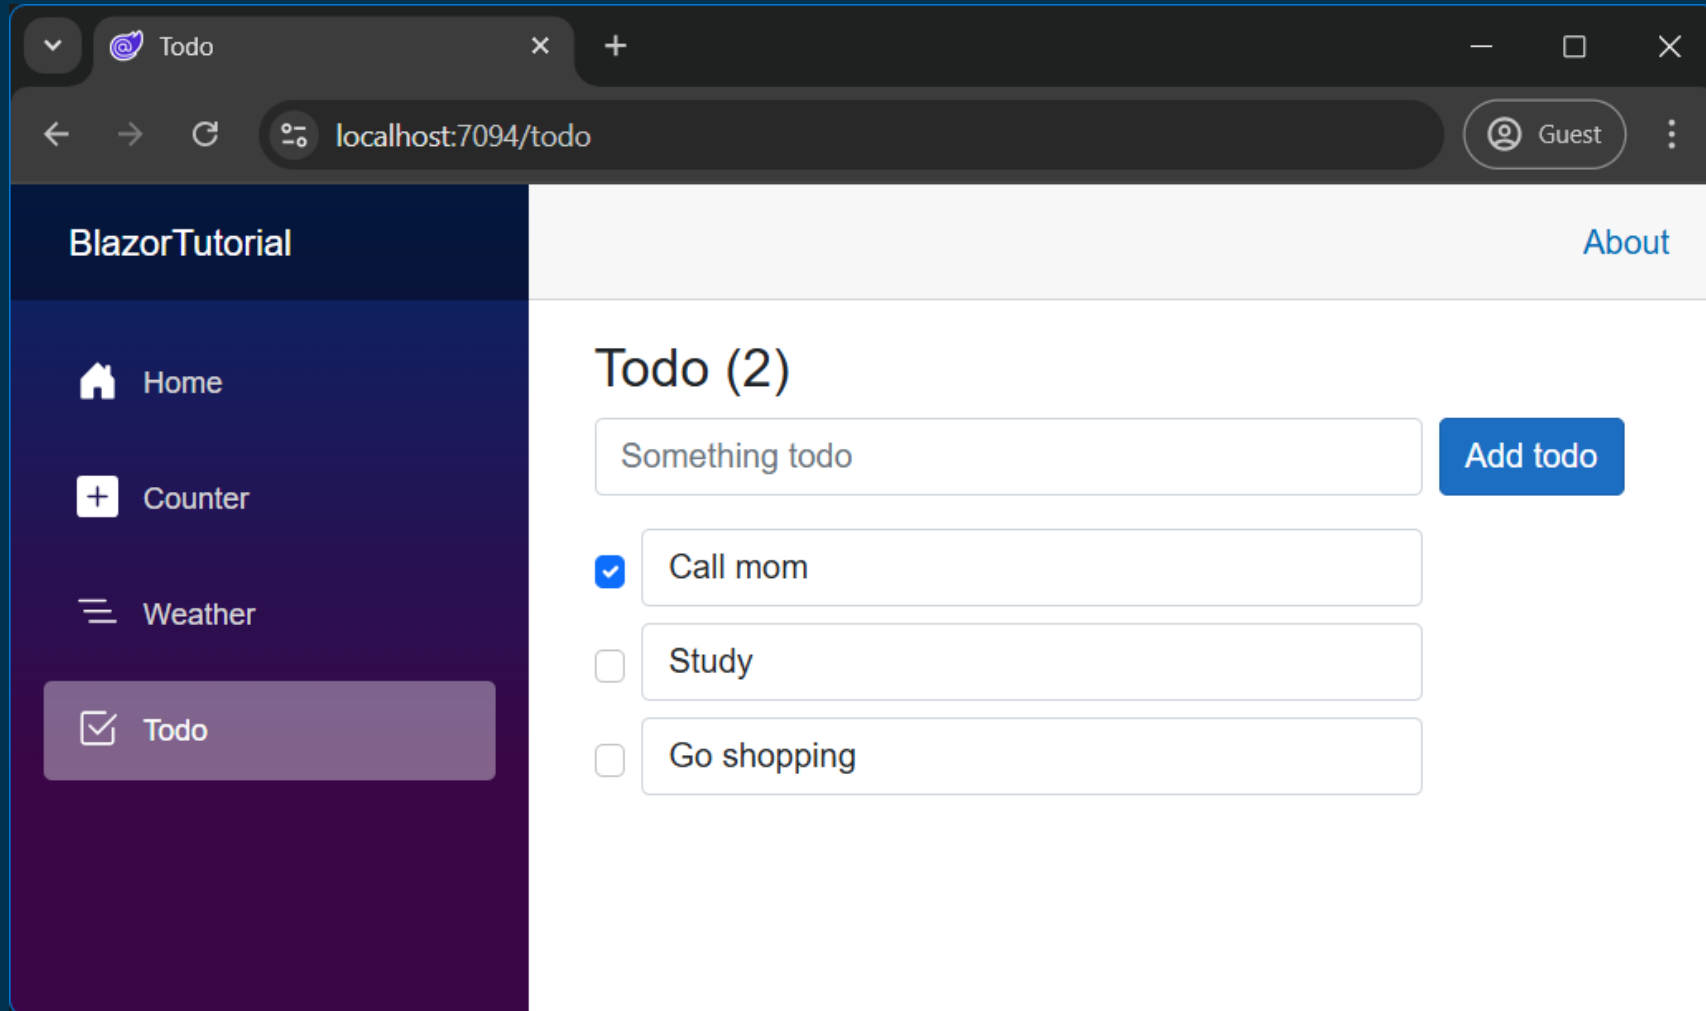 Todo
localhost:7094/todo
Guest
BlazorTutorial
About
Home
Counter
Weather
Todo
Todo (2)
Something todo
Add todo
Call mom
Study
Go shopping